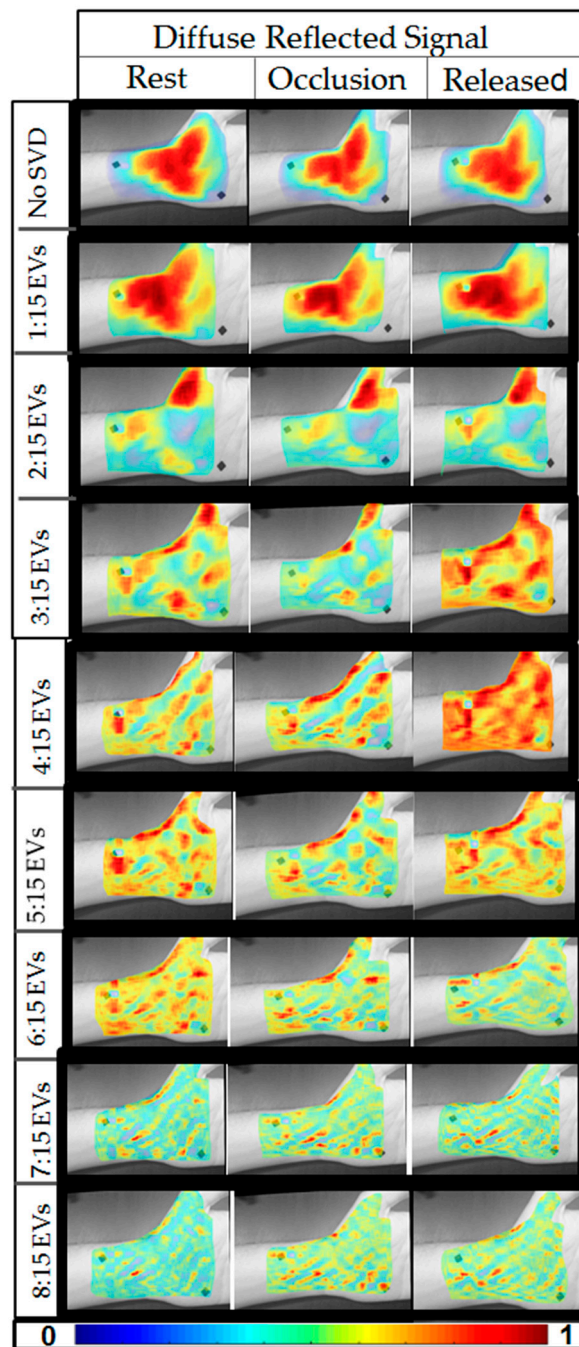 Diffuse Reflected Signal
Rest Occlusion Released
No SVD
1:15 EVs
2:15 EVs
3:15 EVs
4:15 EVs
5:15 EVs
6:15 EVs
7:15 EVs
8:15 EVs
0 1